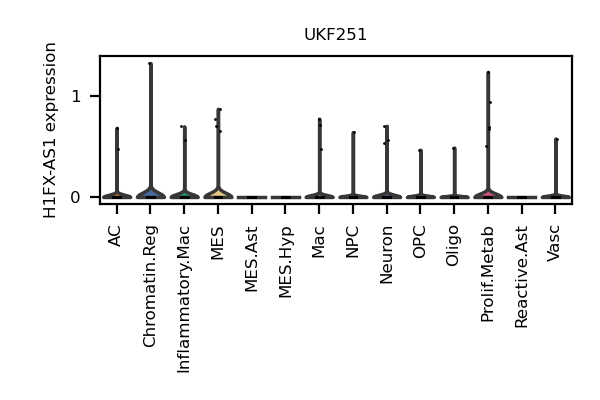 UKF251
H1FX-AS1 expression
1
0
AC
Chromatin.Reg
Inflammatory.Mac
MES
MES.Ast
MES.Hyp
Mac
NPC
Neuron
OPC
Oligo
Prolif.Metab
Reactive.Ast
Vasc